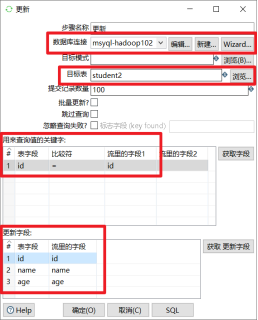 更新
步骤名称 更新
数据库连接 msyql-hadoop102 编辑... 新建... Wizard...
目标模式 浏览(B)...
目标表 student2 浏览...
提交记录数量 100
批量更新?
跳过查询
忽略查询失败? 标志字段(key found)
用来查询值的关键字:
# 表字段 比较符 流里的字段1 流里的字段2 获取字段
1 id = id
更新字段:
# 表字段 流里的字段 获取 更新字段
1 id id
2 name name
3 age age
Help 确定(O) 取消(C) SQL